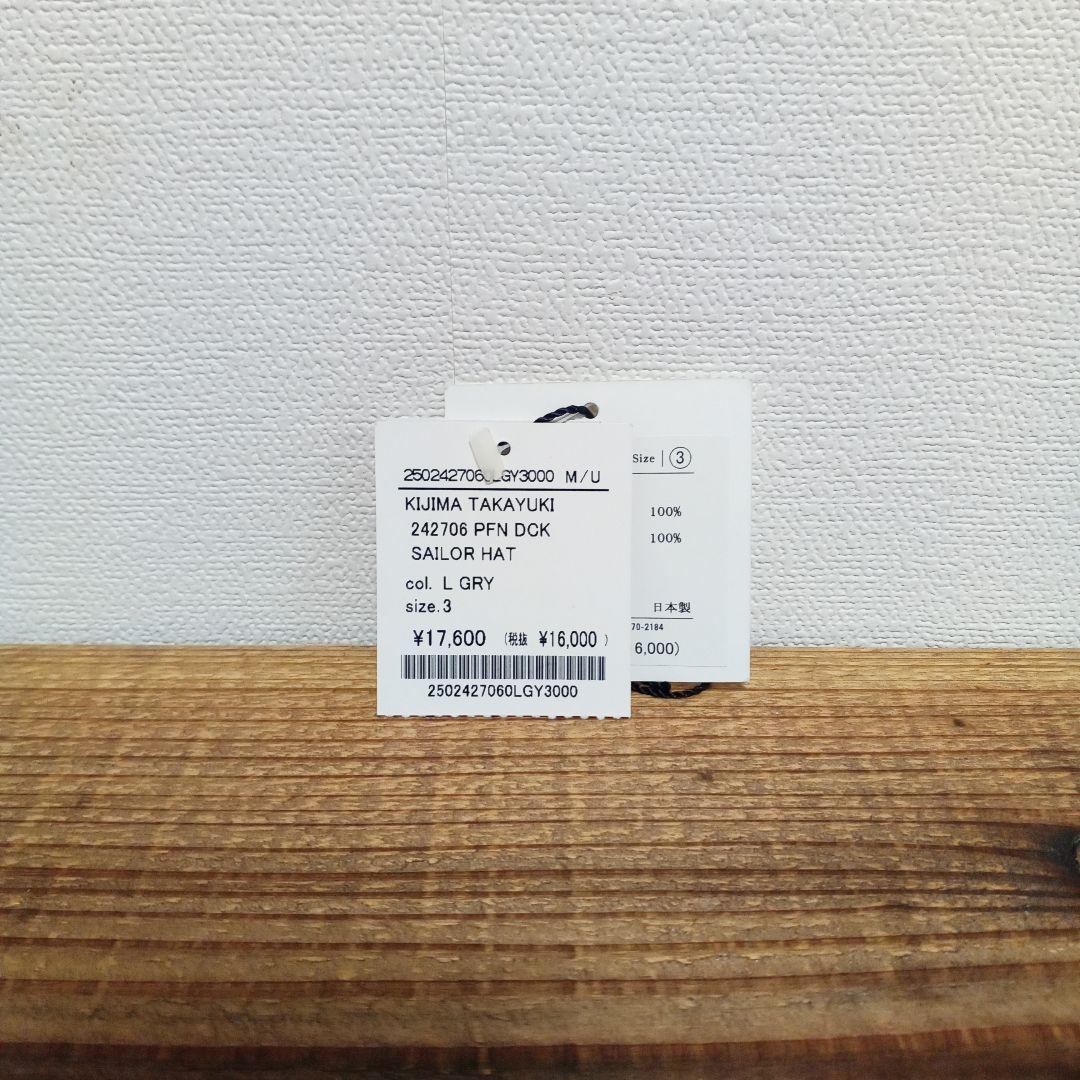 2502427060LGY3000 M/U
KIJIMA TAKAYUKI
242706 PFN DCK
SAILOR HAT
col. L GRY
size.3
¥17,600 (税抜 ¥16,000 )
2502427060LGY3000
Size | ③
100%
100%
日本製
70-2184
6,000)